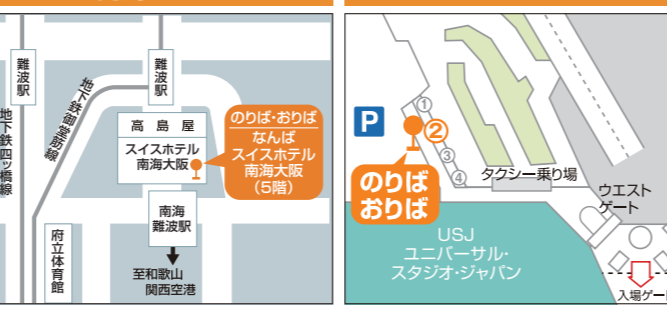 難波駅
難波駅
地下鉄御堂筋線
地下鉄四ッ橋線
高島屋
スイスホテル
南海大阪
のりば・おりば
なんば
スイスホテル
南海大阪
(5階)
南海
難波駅
府立体育館
至和歌山
関西空港
P
①
②
③
④
のりば
おりば
タクシー乗り場
ウエスト
ゲート
USJ
ユニバーサル・
スタジオ・ジャパン
入場ゲー